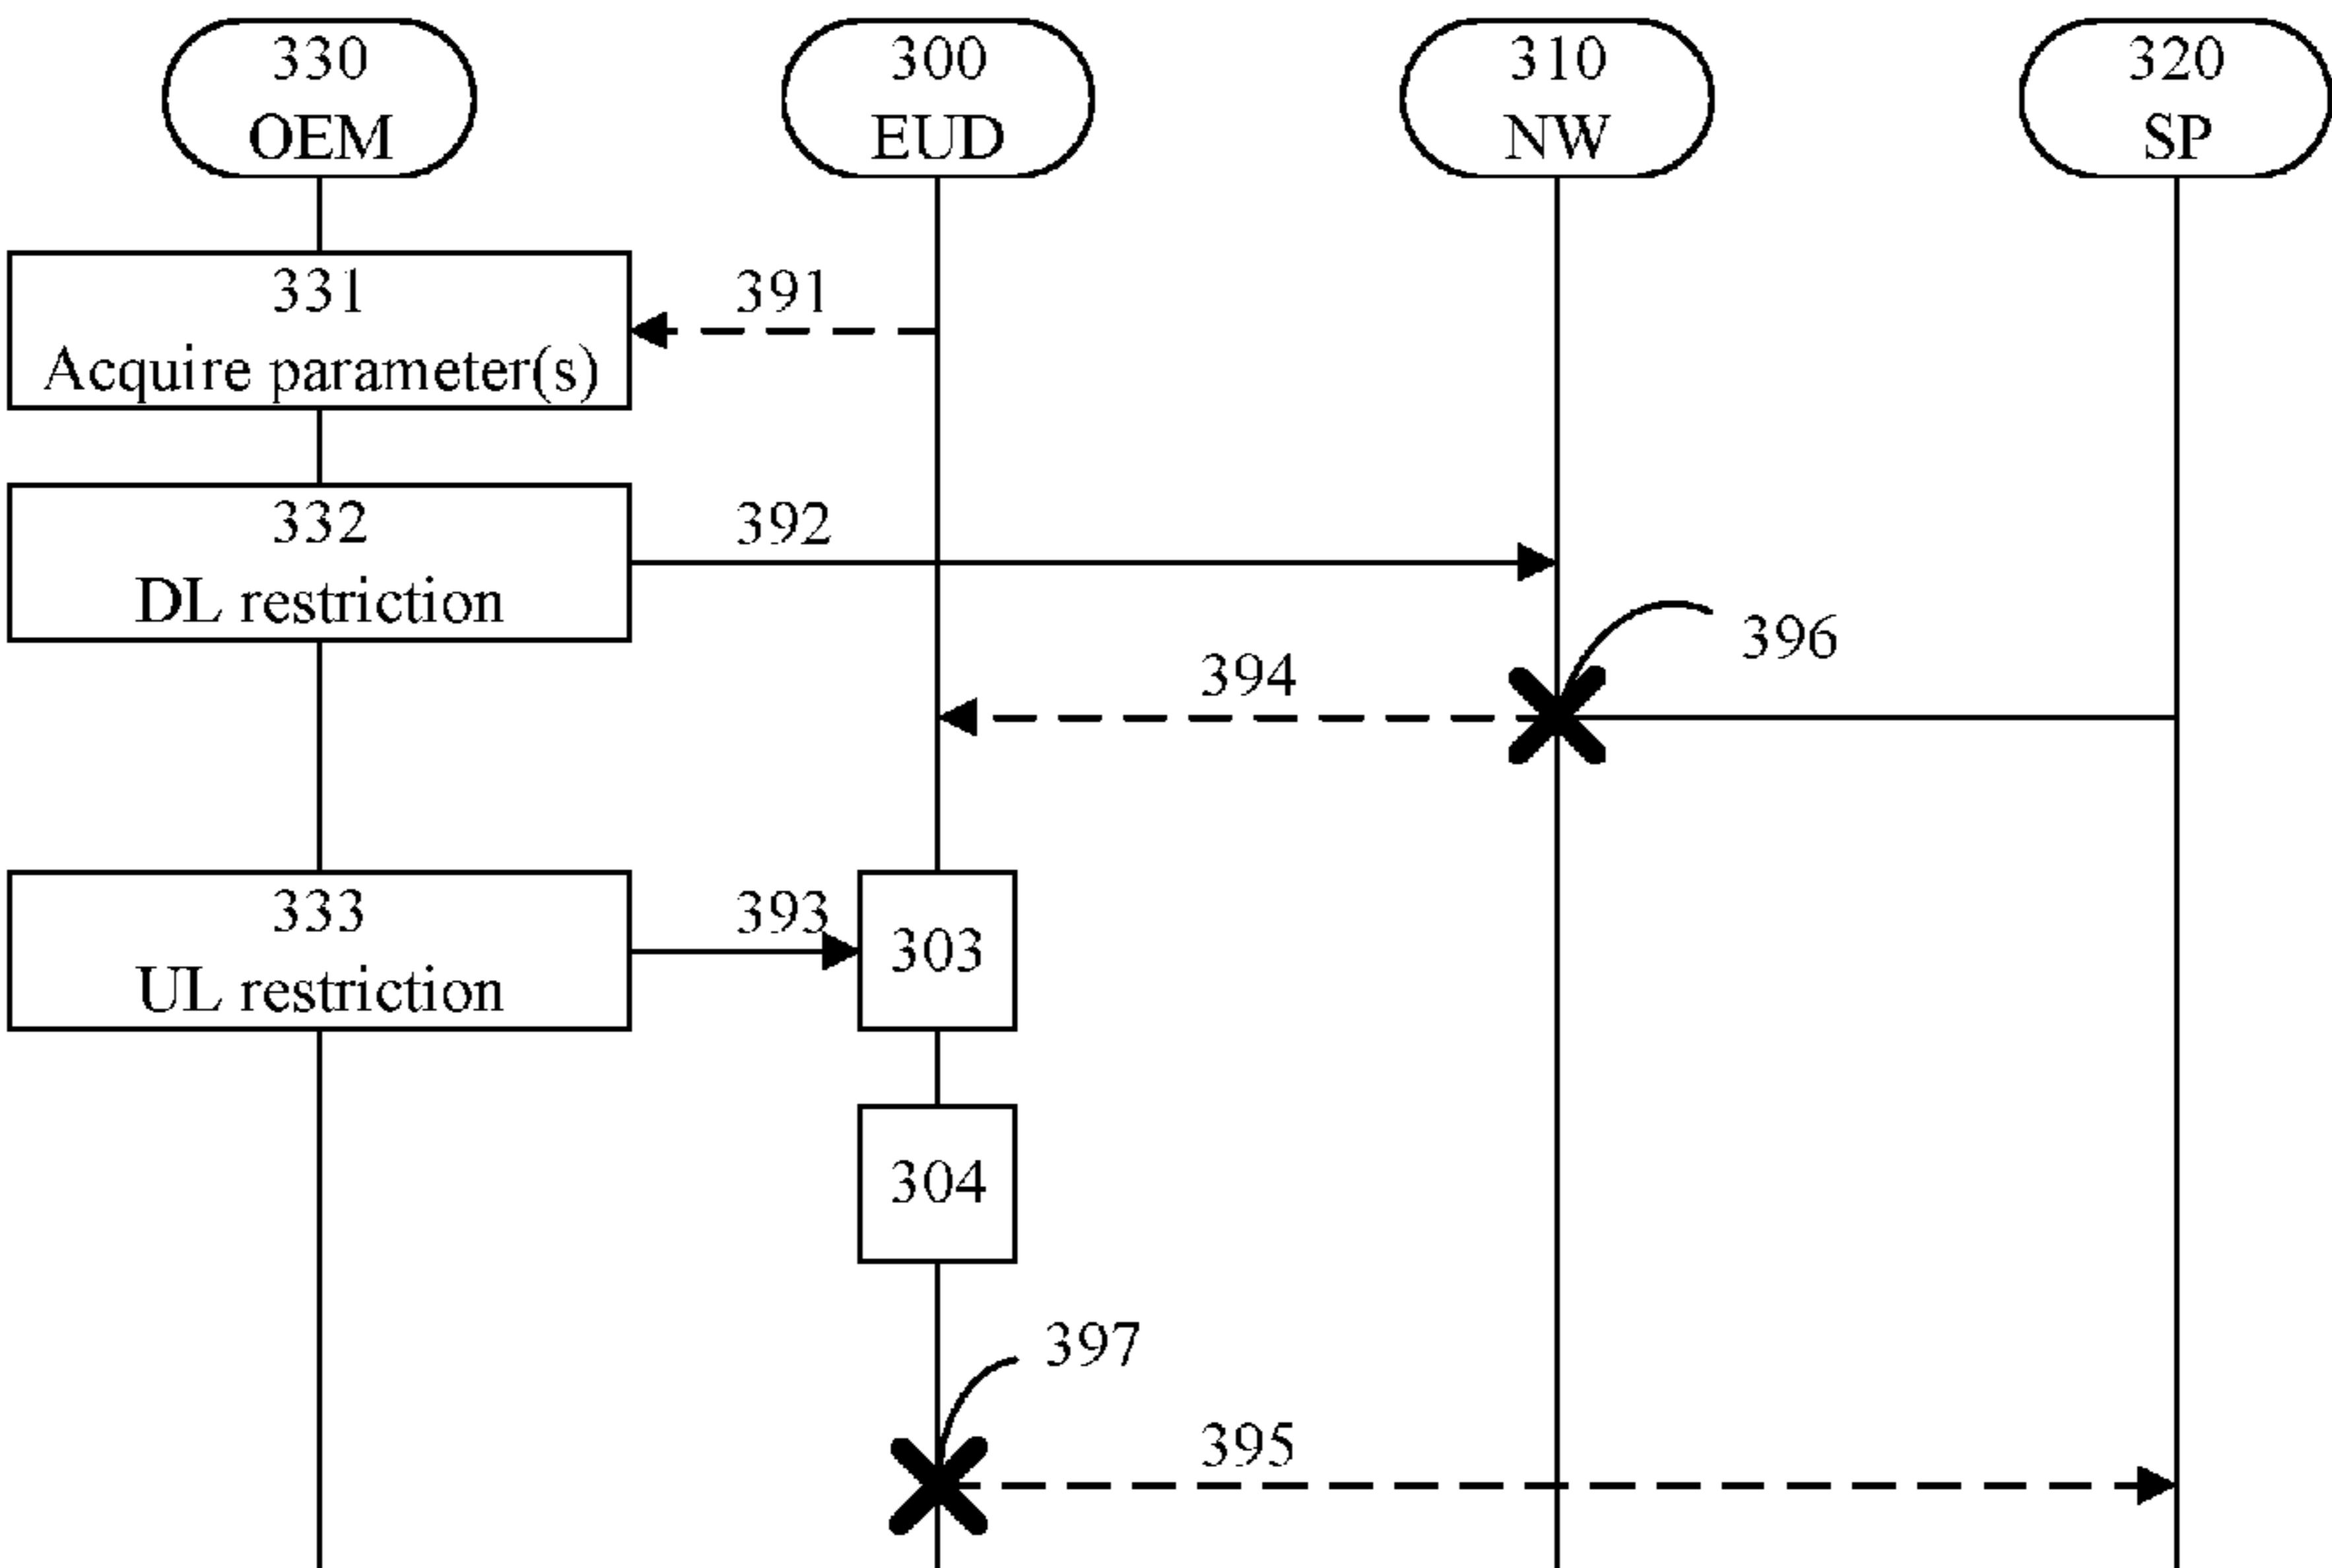 330
OEM
300
EUD
310
NW
320
SP
331
Acquire parameter(s)
391
332
DL restriction
392
396
394
333
UL restriction
393
303
304
397
395